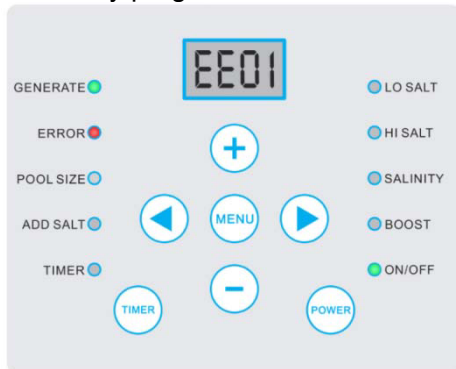 EE01
GENERATE
ERROR
POOL SIZE
ADD SALT
TIMER
LO SALT
HI SALT
SALINITY
BOOST
ON/OFF
+
MENU
−
TIMER
POWER